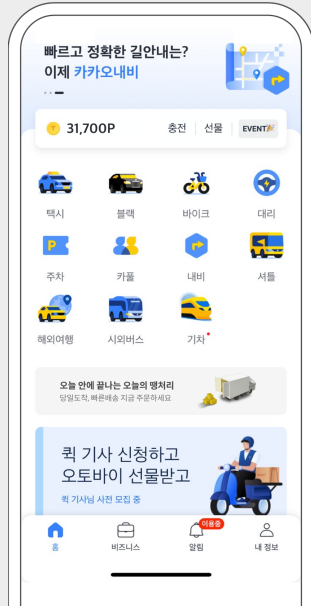 빠르고 정확한 길안내는?
이제 카카오내비
31,700P 충전 선물 EVENT
택시 블랙 바이크 대리
P
주차 카풀 내비 셔틀
해외여행 시외버스 기차
오늘 안에 끝나는 오늘의 땡처리
당일도착, 빠른배송 지금 주문하세요
퀵 기사 신청하고
오토바이 선물받고
퀵 기사님 사전 모집 중
이용중
홈 비즈니스 알림 내 정보